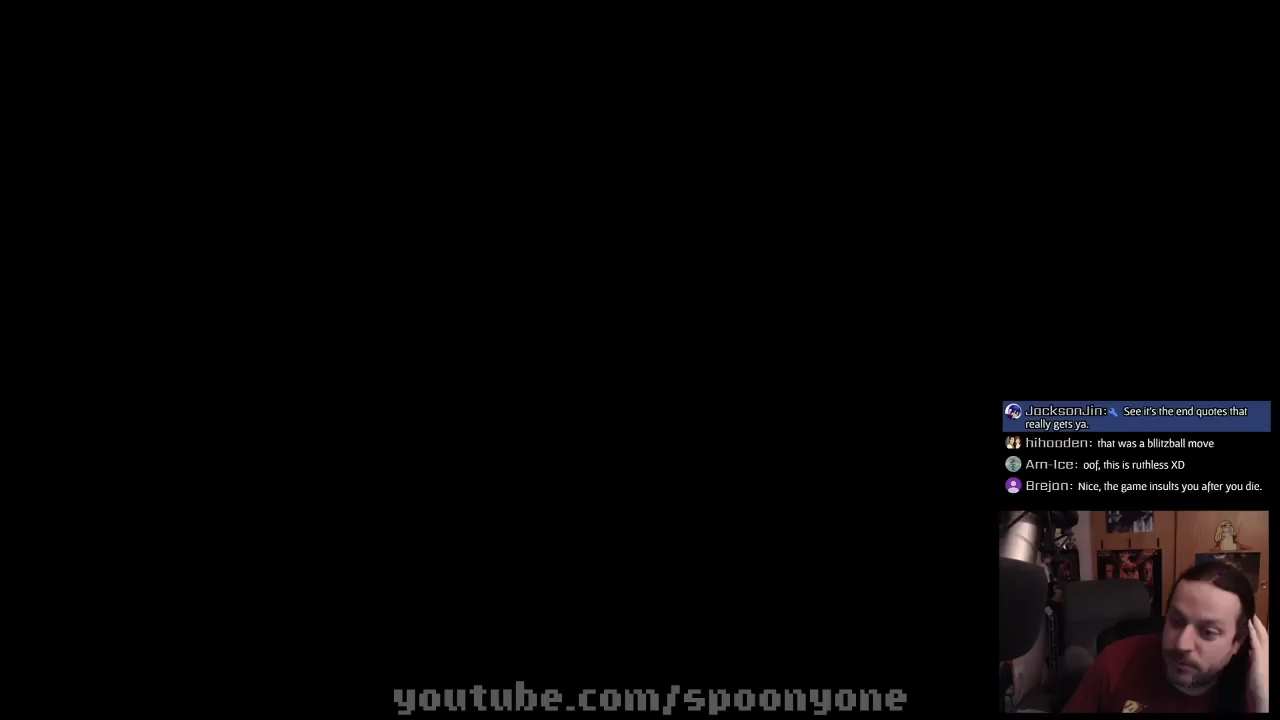 JacksonJin: See it's the end quotes that
really gets ya.
hihooden: that was a bllitzball move
Arn-Ice: oof, this is ruthless XD
Brejon: Nice, the game insults you after you die.
youtube.com/spoonyone